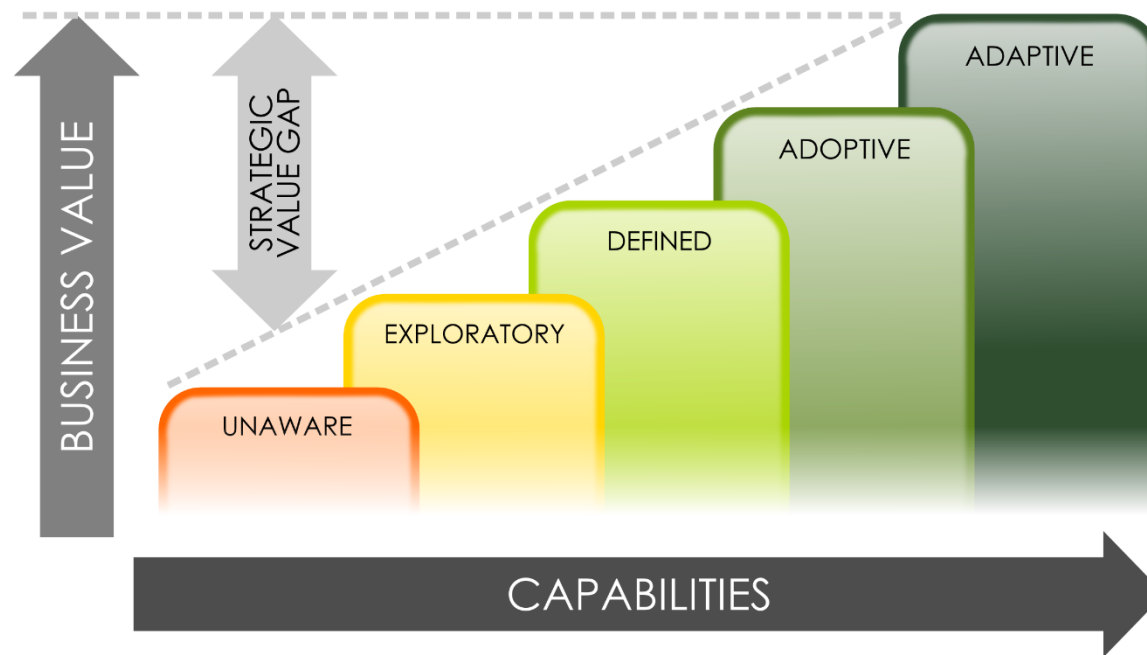 BUSINESS VALUE
STRATEGIC
VALUE GAP
UNAWARE
EXPLORATORY
DEFINED
ADOPTIVE
ADAPTIVE
CAPABILITIES